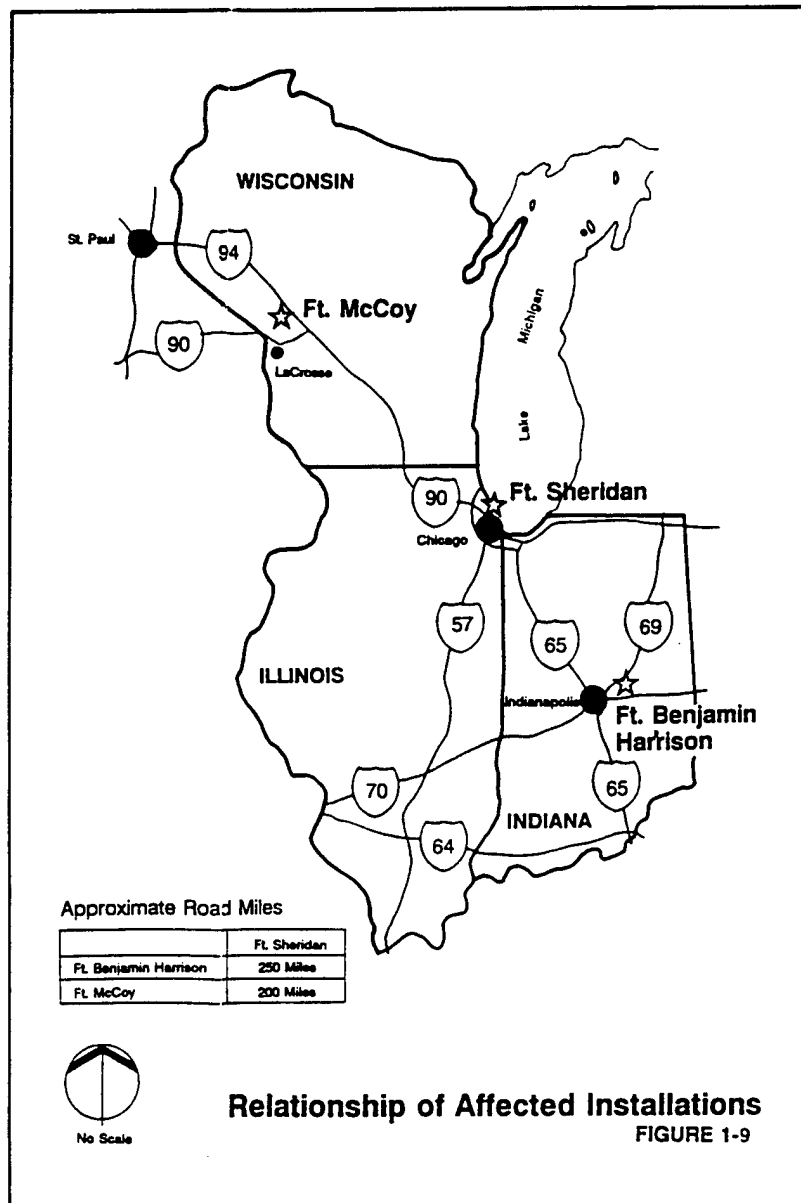 WISCONSIN
St. Paul
94
Ft. McCoy
90
LaCrosse
Lake Michigan
90
Ft. Sheridan
Chicago
57
65
69
ILLINOIS
Indianapolis
Ft. Benjamin
Harrison
70
65
INDIANA
64
Approximate Road Miles
Ft. Sheridan
Ft. Benjamin Harrison 250 Miles
Ft. McCoy 200 Miles
No Scale
Relationship of Affected Installations
FIGURE 1-9